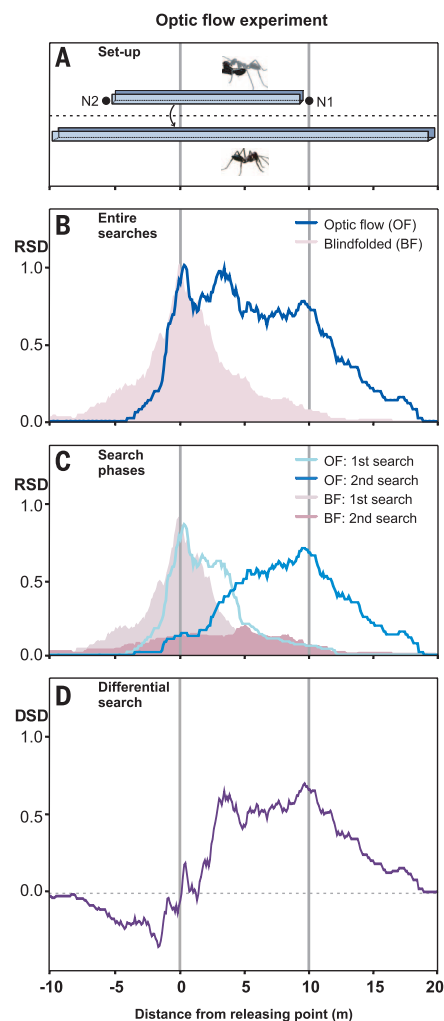 Optic flow experiment
A
Set-up
N2
N1
B
Entire
searches
RSD
Optic flow (OF)
Blindfolded (BF)
1.0
0.5
0.0
C
Search
phases
RSD
OF: 1st search
OF: 2nd search
BF: 1st search
BF: 2nd search
1.0
0.5
0.0
D
Differential
search
DSD
1.0
0.5
0.0
-10 -5 0 5 10 15 20
Distance from releasing point (m)